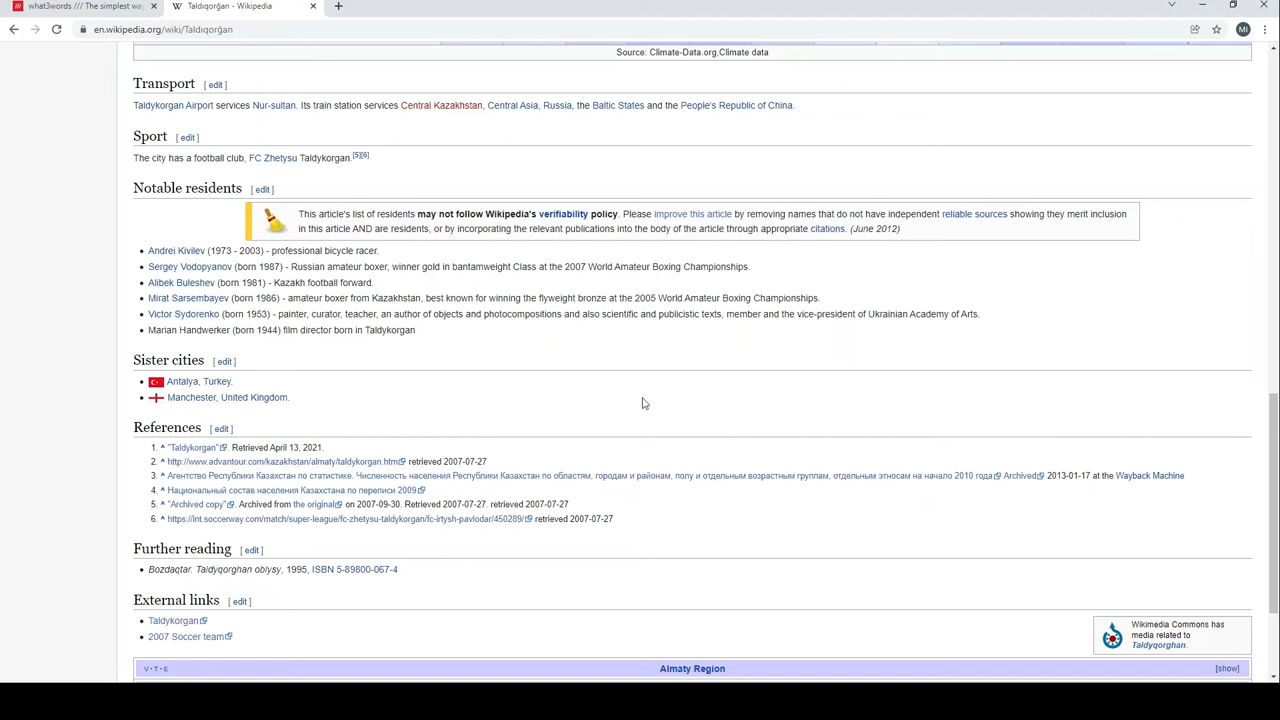 what3words /// The simplest wa
Taldıqorğan - Wikipedia
en.wikipedia.org/wiki/Taldıqorğan
MI
Source: Climate-Data.org,Climate data
Transport [ edit ]
Taldykorgan Airport services Nur-sultan. Its train station services Central Kazakhstan, Central Asia, Russia, the Baltic States and the People's Republic of China.
Sport [ edit ]
The city has a football club, FC Zhetysu Taldykorgan.[5][6]
Notable residents [ edit ]
This article's list of residents may not follow Wikipedia's verifiability policy. Please improve this article by removing names that do not have independent reliable sources showing they merit inclusion
in this article AND are residents, or by incorporating the relevant publications into the body of the article through appropriate citations. (June 2012)
• Andrei Kivilev (1973 - 2003) - professional bicycle racer.
• Sergey Vodopyanov (born 1987) - Russian amateur boxer, winner gold in bantamweight Class at the 2007 World Amateur Boxing Championships.
• Alibek Buleshev (born 1981) - Kazakh football forward.
• Mirat Sarsembayev (born 1986) - amateur boxer from Kazakhstan, best known for winning the flyweight bronze at the 2005 World Amateur Boxing Championships.
• Victor Sydorenko (born 1953) - painter, curator, teacher, an author of objects and photocompositions and also scientific and publicistic texts, member and the vice-president of Ukrainian Academy of Arts.
• Marian Handwerker (born 1944) film director born in Taldykorgan
Sister cities [ edit ]
• Antalya, Turkey.
• Manchester, United Kingdom.
References [ edit ]
1. ^ "Taldykorgan". Retrieved April 13, 2021.
2. ^ http://www.advantour.com/kazakhstan/almaty/taldykorgan.htm retrieved 2007-07-27
3. ^ Агентство Республики Казахстан по статистике. Численность населения Республики Казахстан по областям, городам и районам, полу и отдельным возрастным группам, отдельным этносам на начало 2010 года Archived 2013-01-17 at the Wayback Machine
4. ^ Национальный состав населения Казахстана по переписи 2009
5. ^ "Archived copy". Archived from the original on 2007-09-30. Retrieved 2007-07-27. retrieved 2007-07-27
6. ^ https://int.soccerway.com/match/super-league/fc-zhetysu-taldykorgan/fc-irtysh-pavlodar/450289/ retrieved 2007-07-27
Further reading [ edit ]
• Bozdaqtar. Taldyqorghan oblysy, 1995, ISBN 5-89800-067-4
External links [ edit ]
• Taldykorgan
• 2007 Soccer team
Wikimedia Commons has
media related to
Taldyqorghan.
V·T·E
Almaty Region
[show]